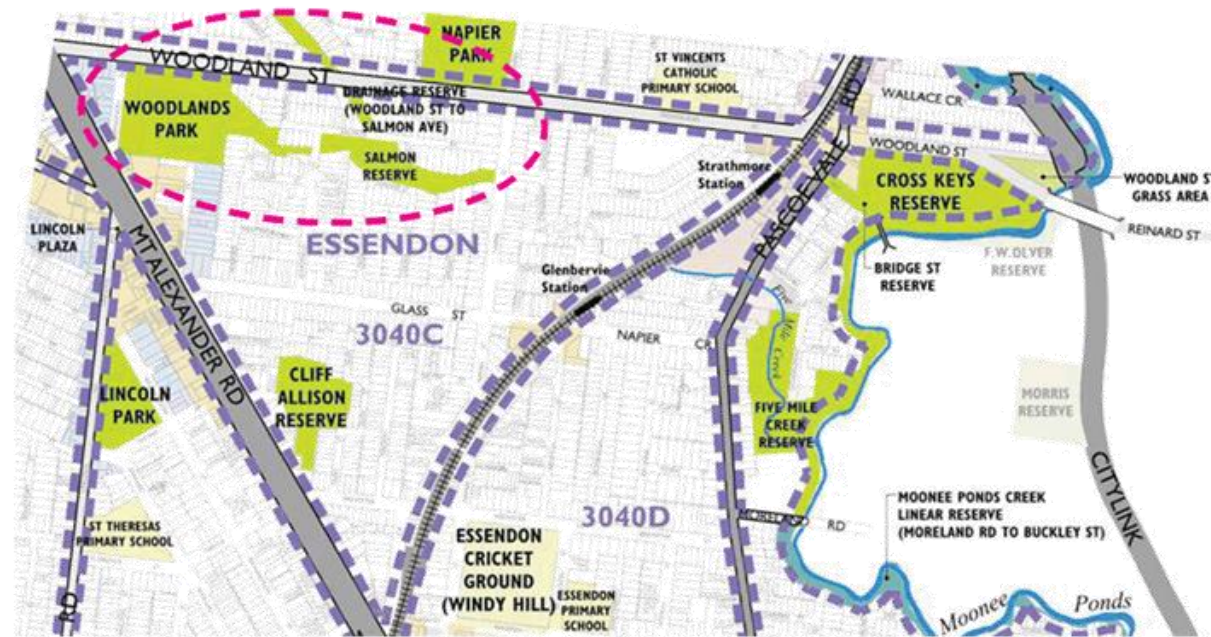 NAPIER
PARK
WOODLAND ST
ST VINCENTS
CATHOLIC
PRIMARY SCHOOL
WOODLANDS
PARK
DRAINAGE RESERVE
(WOODLAND ST TO
SALMON AVE)
SALMON
RESERVE
WALLACE CR
WOODLAND ST
Strathmore
Station
PASCOE VALE RD
CROSS KEYS
RESERVE
WOODLAND ST
GRASS AREA
REINARD ST
LINCOLN
PLAZA
ESSENDON
F.W.OLVER
RESERVE
BRIDGE ST
RESERVE
Glenbervie
Station
MT ALEXANDER RD
GLASS ST
3040C
NAPIER CR
Five Mile Creek
LINCOLN
PARK
CLIFF
ALLISON
RESERVE
FIVE MILE
CREEK
RESERVE
MORRIS
RESERVE
CITYLINK
MOONEE PONDS CREEK
LINEAR RESERVE
(MORELAND RD TO BUCKLEY ST)
3040D
MORELAND RD
ST THERESAS
PRIMARY SCHOOL
ESSENDON
CRICKET
GROUND
(WINDY HILL)
ESSENDON
PRIMARY
SCHOOL
RD
Moonee Ponds